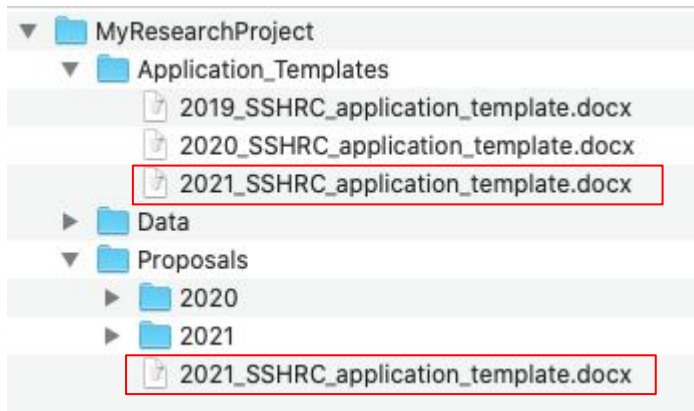 MyResearchProject
Application_Templates
2019_SSHRC_application_template.docx
2020_SSHRC_application_template.docx
2021_SSHRC_application_template.docx
Data
Proposals
2020
2021
2021_SSHRC_application_template.docx